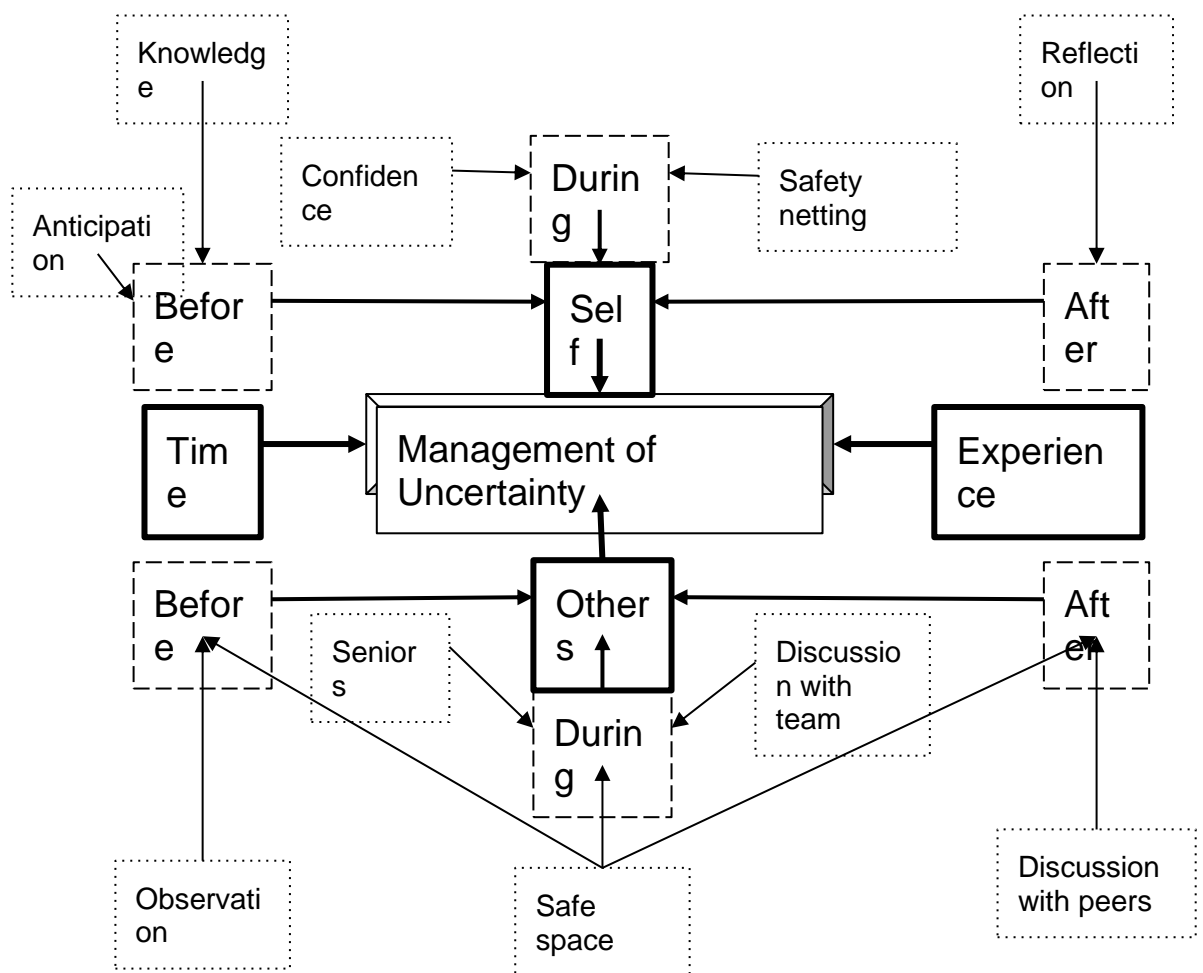 Knowledg
e
Reflecti
on
Confiden
ce
Durin
g
Safety
netting
Anticipati
on
Befor
e
Sel
f
Aft
er
Tim
e
Management of
Uncertainty
Experien
ce
Befor
e
Other
s
Aft
er
Senior
s
Discussio
n with
team
Durin
g
Observati
on
Safe
space
Discussion
with peers